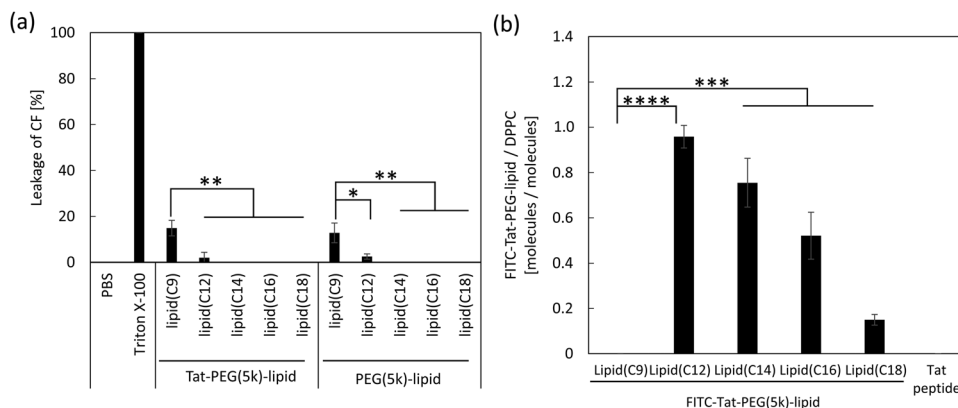 (a)
Leakage of CF [%]
100
80
60
40
20
0
**
*
**
PBS
Triton X-100
lipid(C9)
lipid(C12)
lipid(C14)
lipid(C16)
lipid(C18)
lipid(C9)
lipid(C12)
lipid(C14)
lipid(C16)
lipid(C18)
Tat-PEG(5k)-lipid
PEG(5k)-lipid
(b)
FITC-Tat-PEG-lipid / DPPC
[molecules / molecules]
1.4
1.2
1.0
0.8
0.6
0.4
0.2
0
***
****
Lipid(C9)
Lipid(C12)
Lipid(C14)
Lipid(C16)
Lipid(C18)
Tat
peptide
FITC-Tat-PEG(5k)-lipid